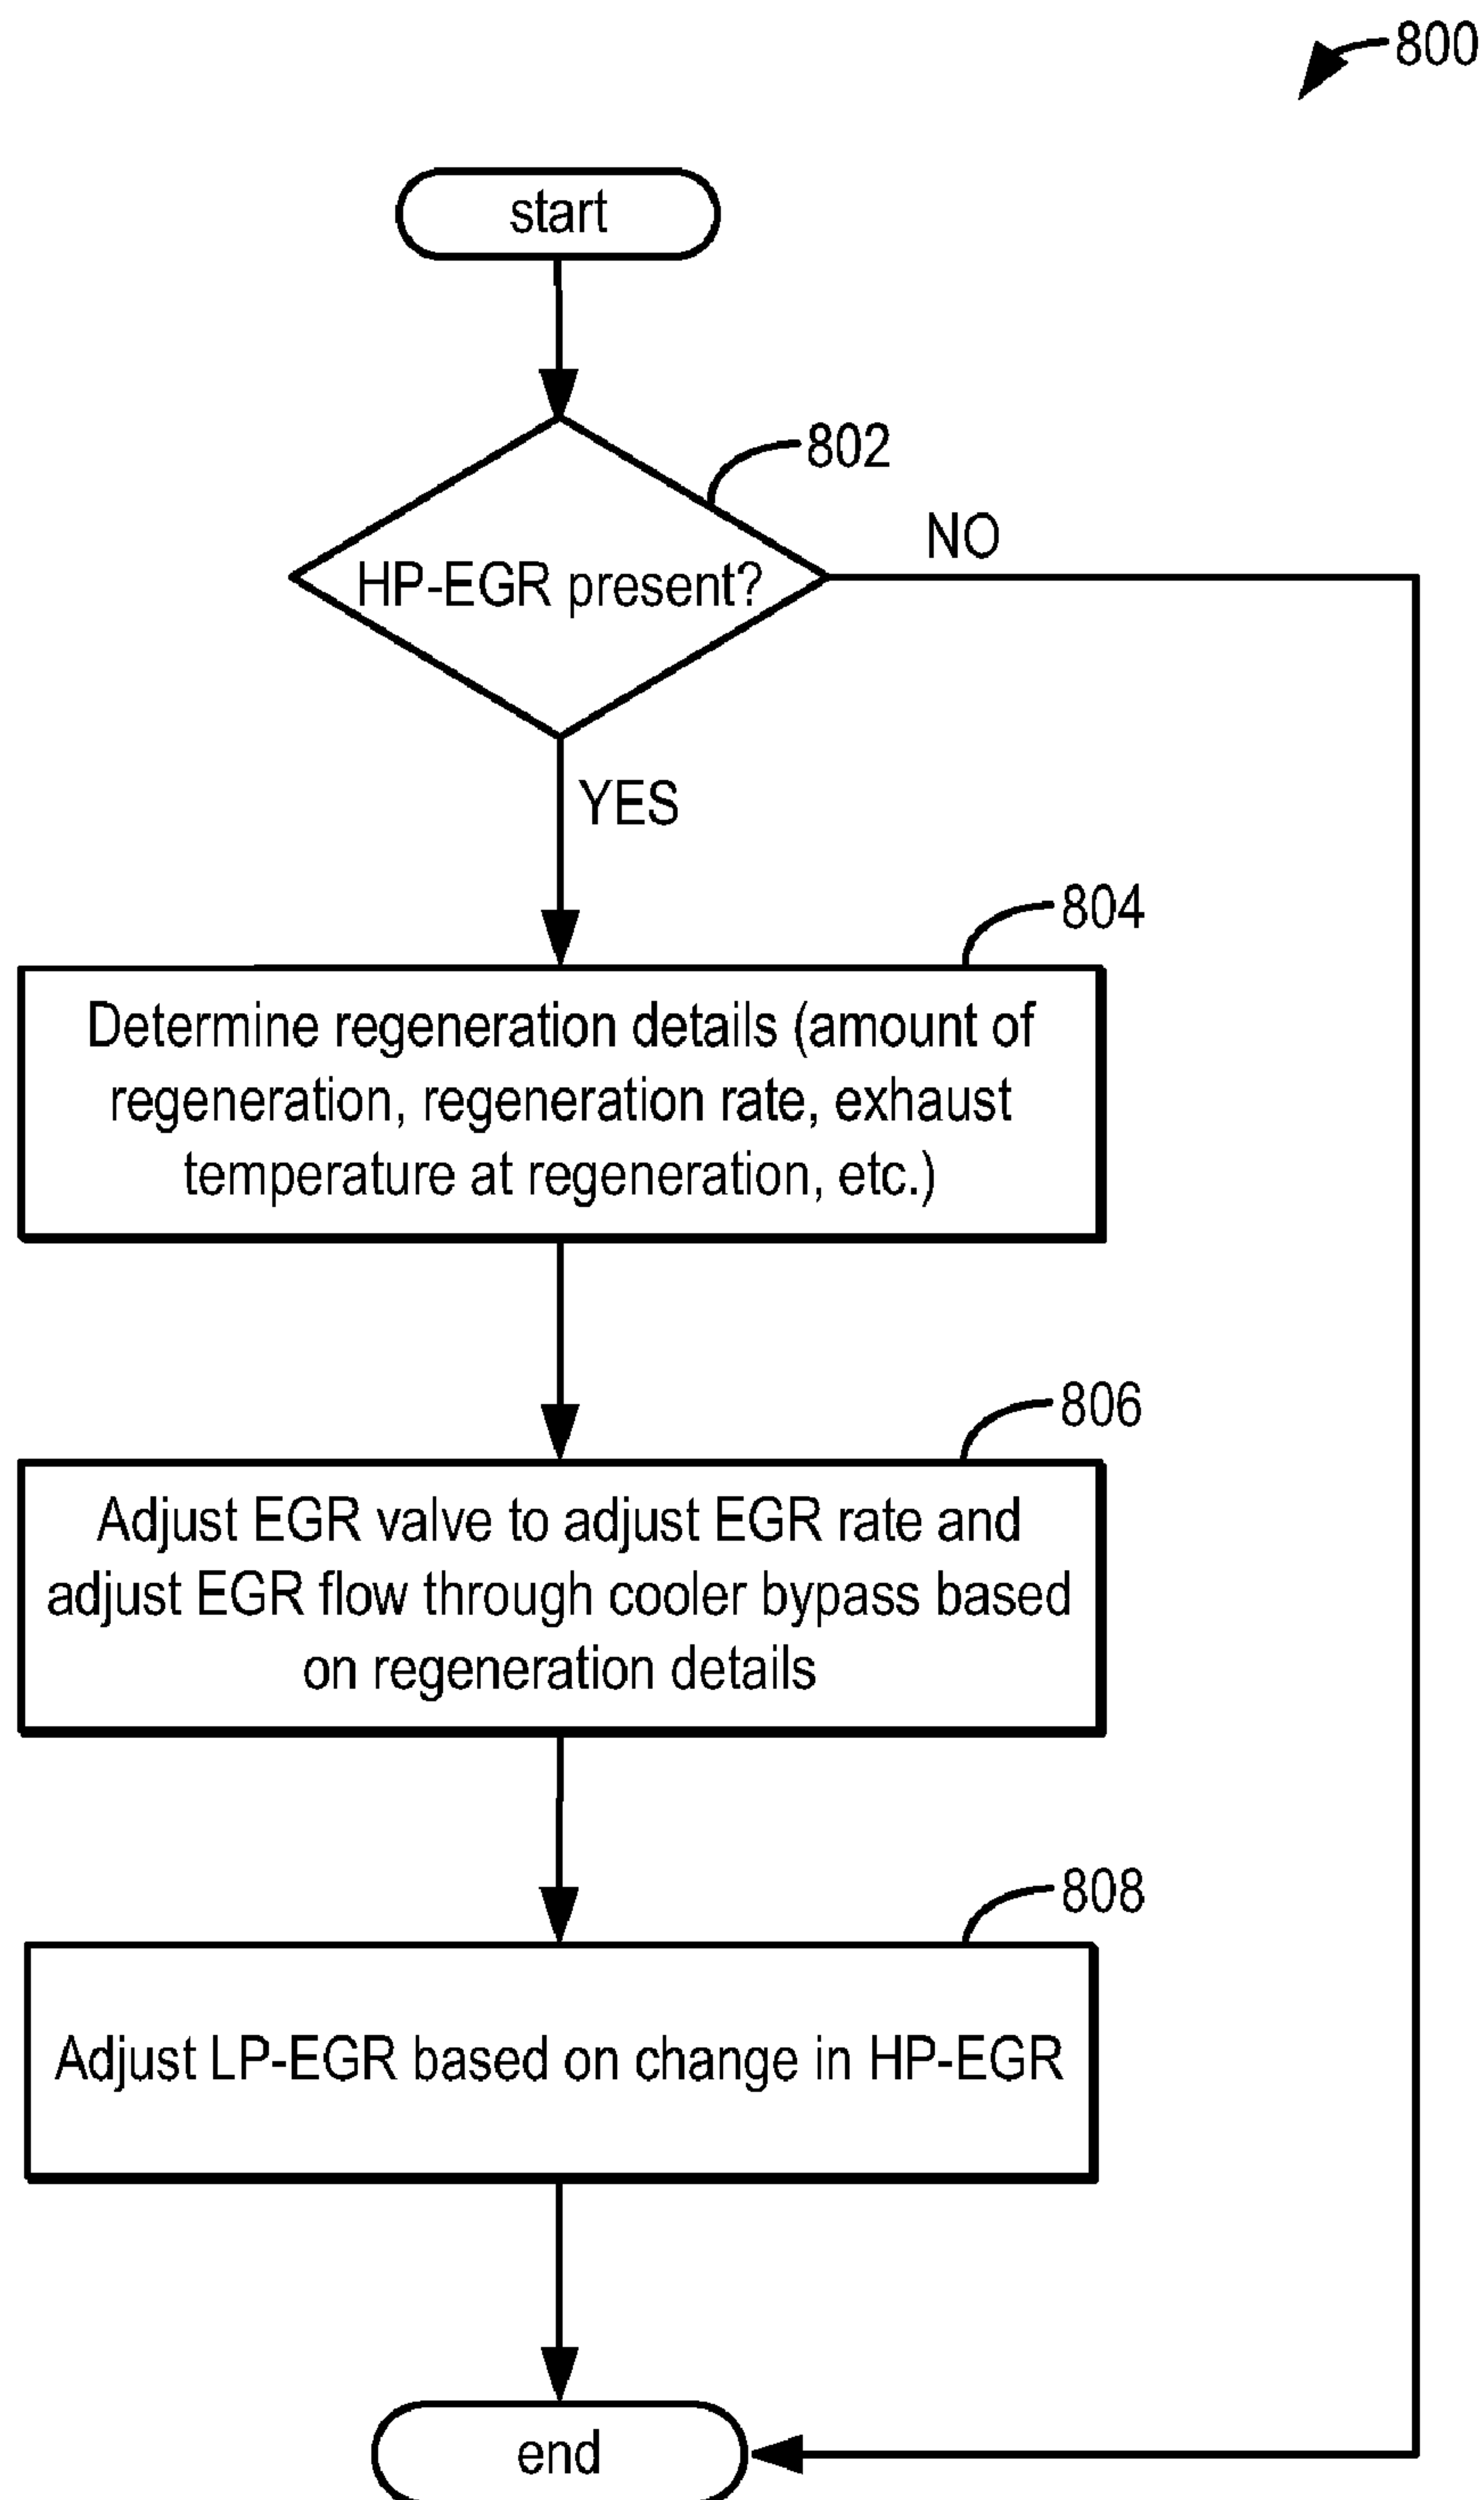 800
start
802
HP-EGR present?
NO
YES
804
Determine regeneration details (amount of
regeneration, regeneration rate, exhaust
temperature at regeneration, etc.)
806
Adjust EGR valve to adjust EGR rate and
adjust EGR flow through cooler bypass based
on regeneration details
808
Adjust LP-EGR based on change in HP-EGR
end